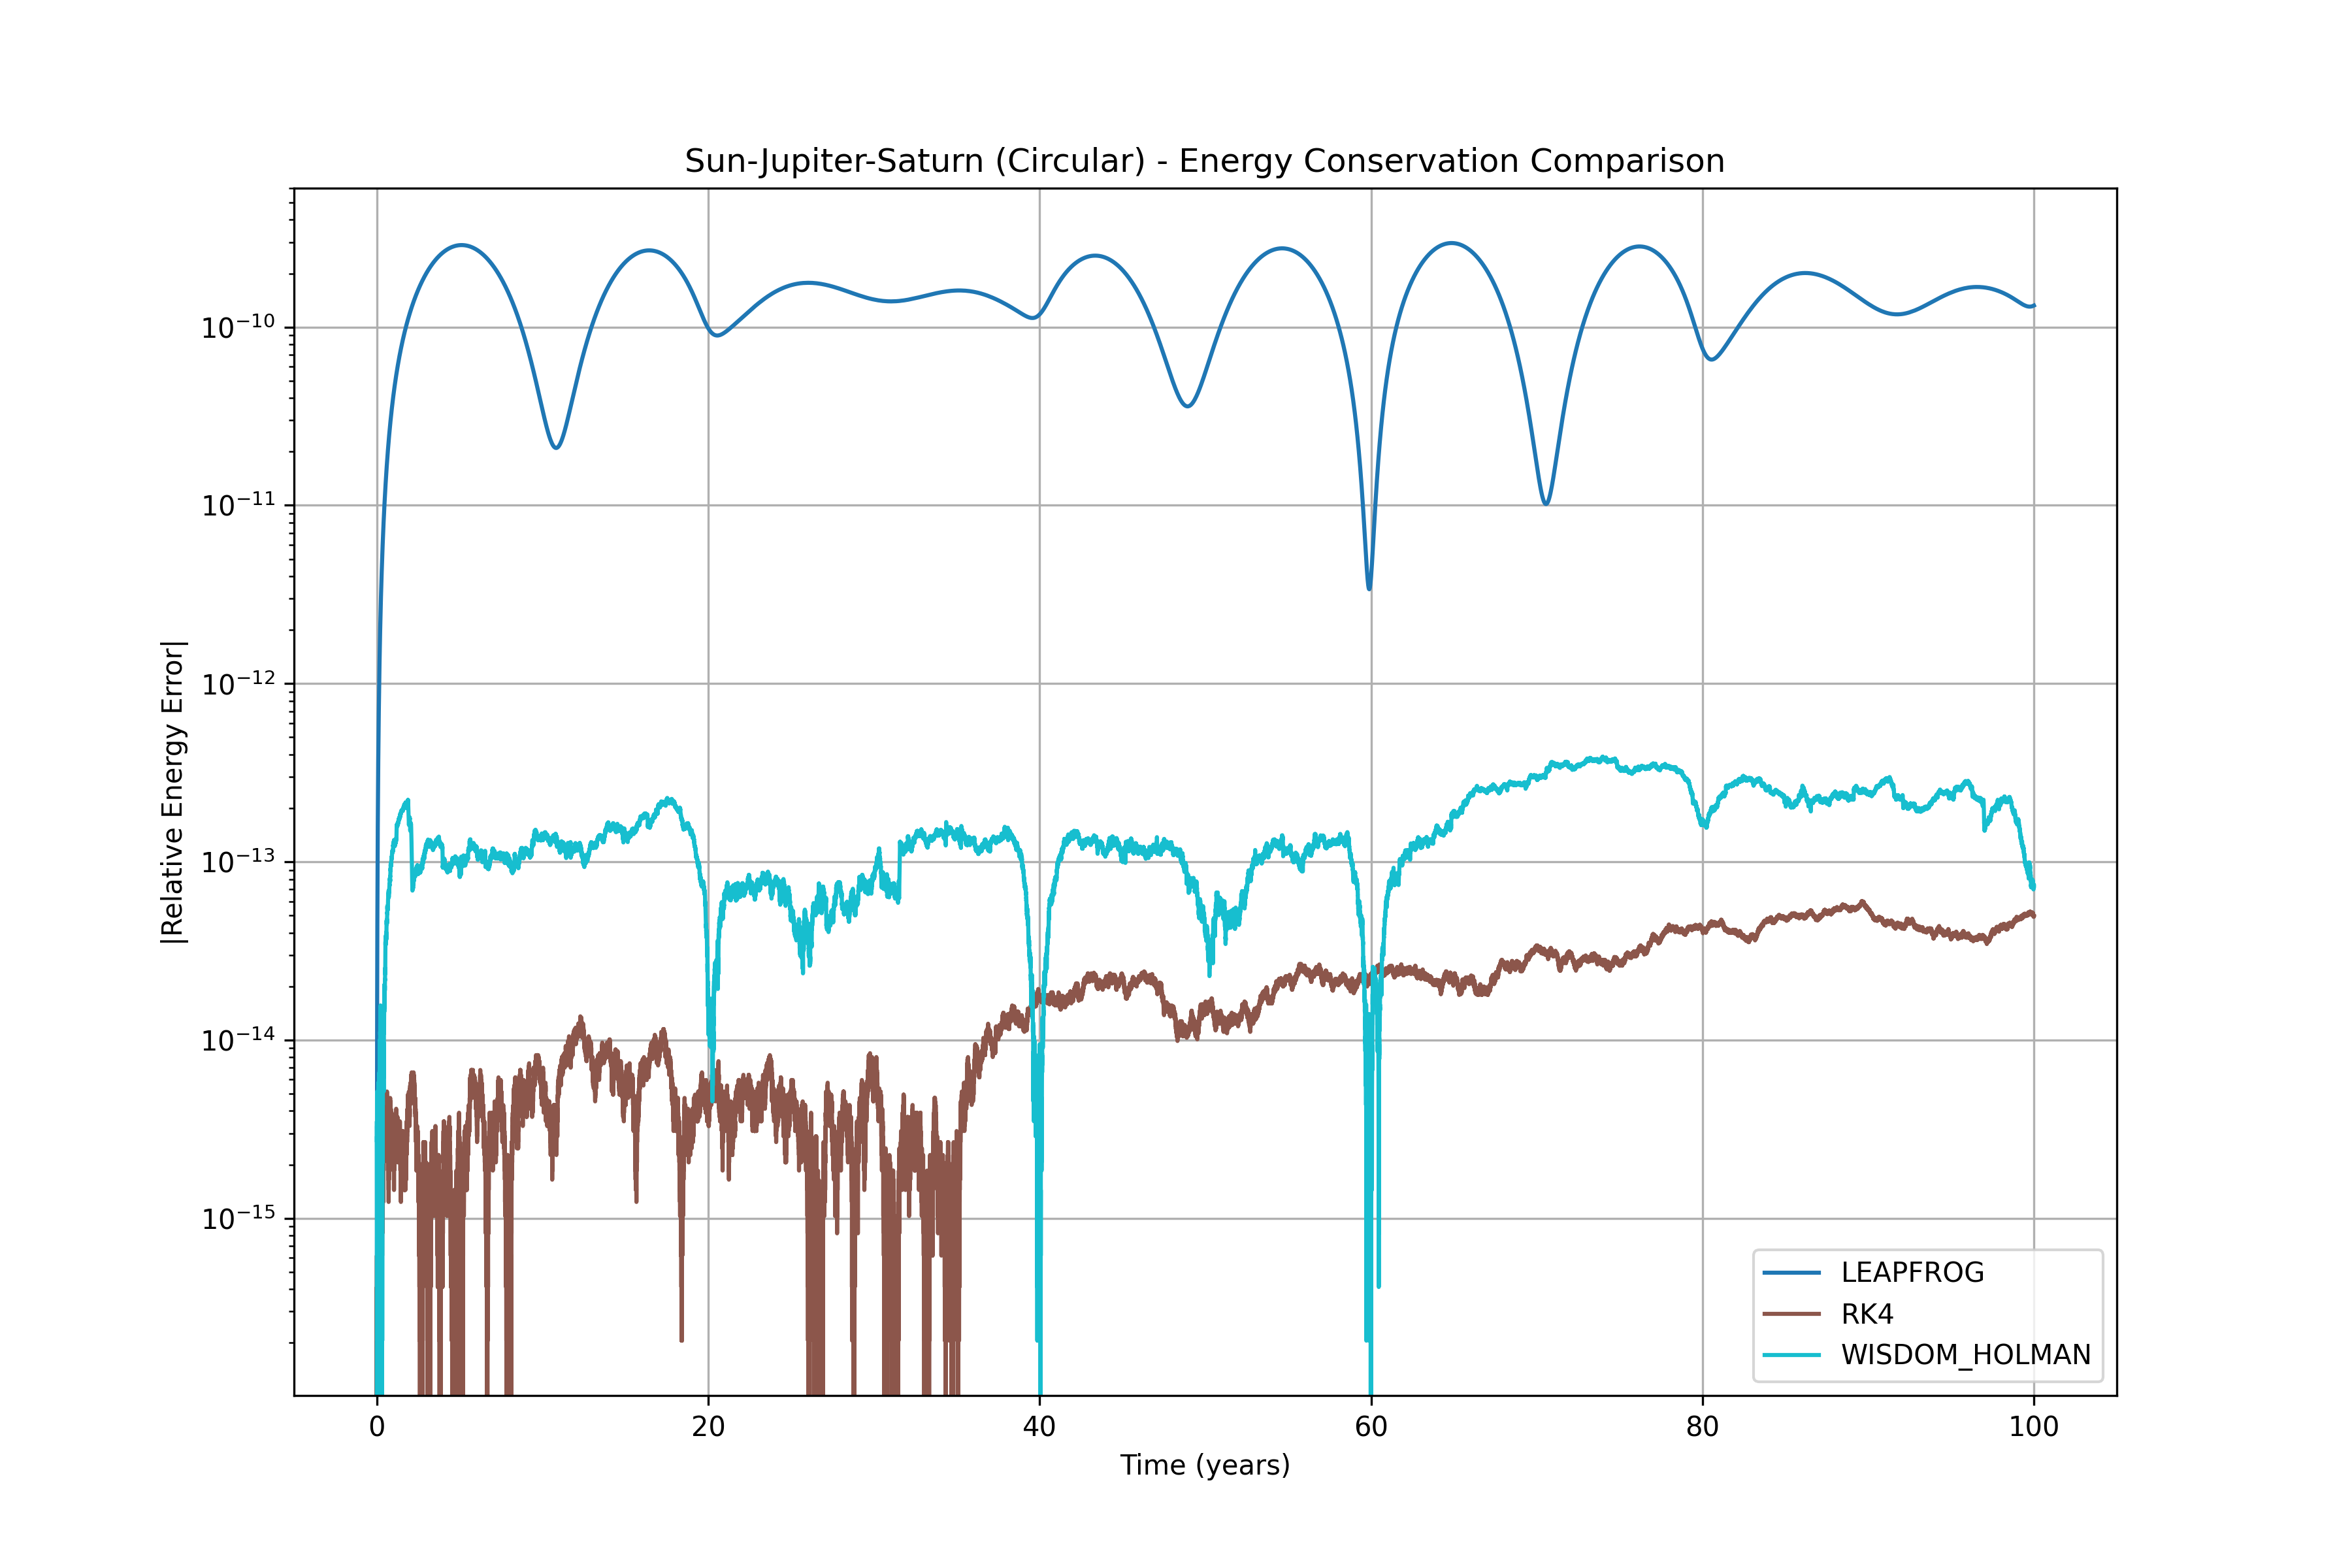 Sun-Jupiter-Saturn (Circular) - Energy Conservation Comparison
|Relative Energy Error|
10⁻¹⁰
10⁻¹¹
10⁻¹²
10⁻¹³
10⁻¹⁴
10⁻¹⁵
LEAPFROG
RK4
WISDOM_HOLMAN
0 20 40 60 80 100
Time (years)